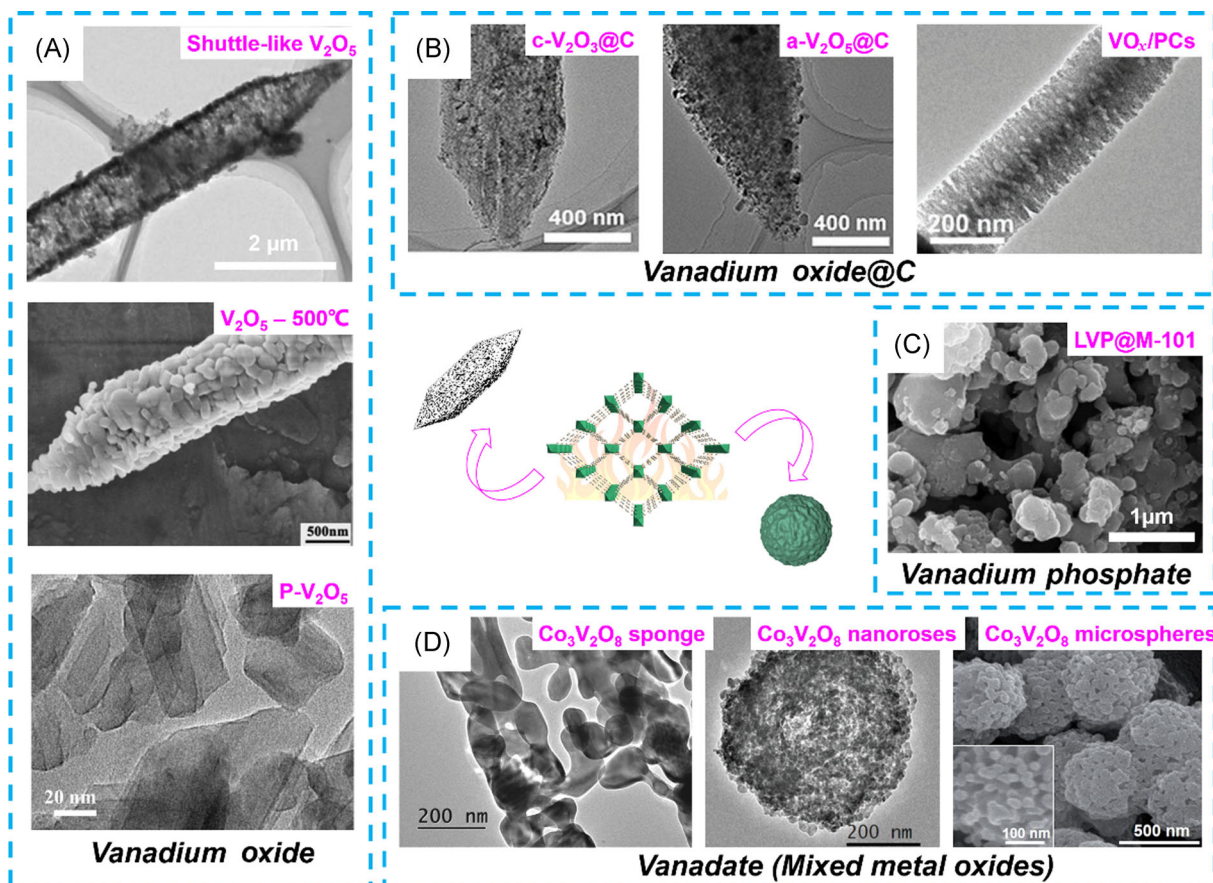 (A)
Shuttle-like V₂O₅
2 μm
V₂O₅ – 500℃
500nm
P-V₂O₅
20 nm
Vanadium oxide
(B)
c-V₂O₃@C
400 nm
a-V₂O₅@C
400 nm
VOₓ/PCs
200 nm
Vanadium oxide@C
(C)
LVP@M-101
1μm
Vanadium phosphate
(D)
Co₃V₂O₈ sponge
200 nm
Co₃V₂O₈ nanoroses
200 nm
Co₃V₂O₈ microspheres
100 nm
500 nm
Vanadate (Mixed metal oxides)